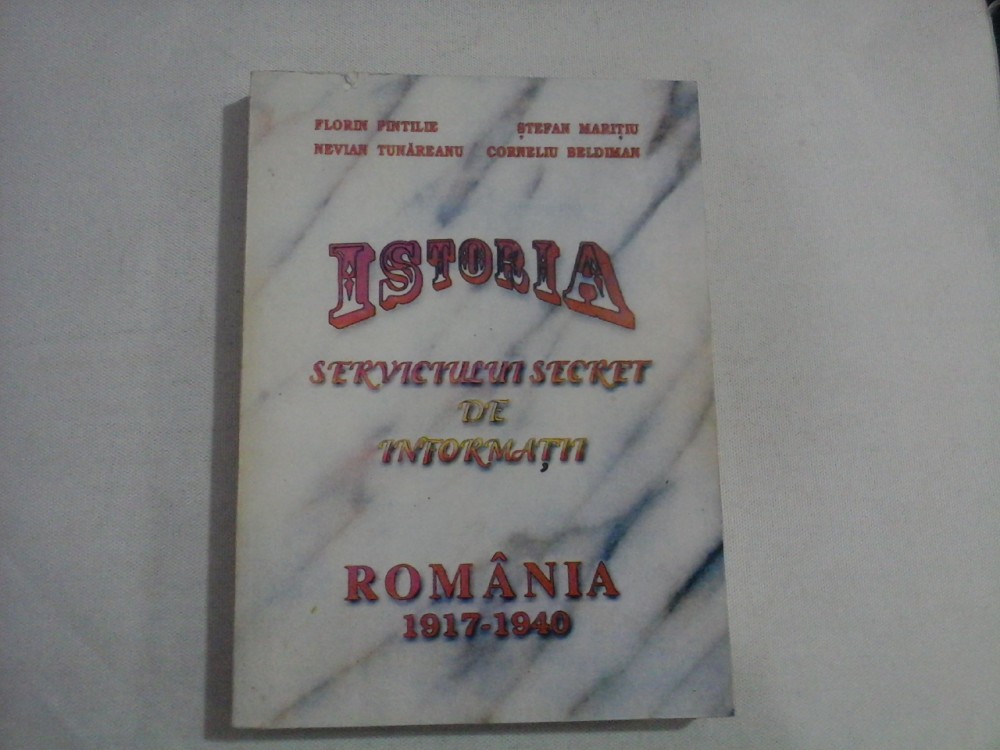 FLORIN PINTILIE ȘTEFAN MARIȚIU
NEVIAN TUNĂREANU CORNELIU BELDIMAN
ISTORIA
SERVICIULUI SECRET
DE
INFORMAȚII
ROMÂNIA
1917-1940